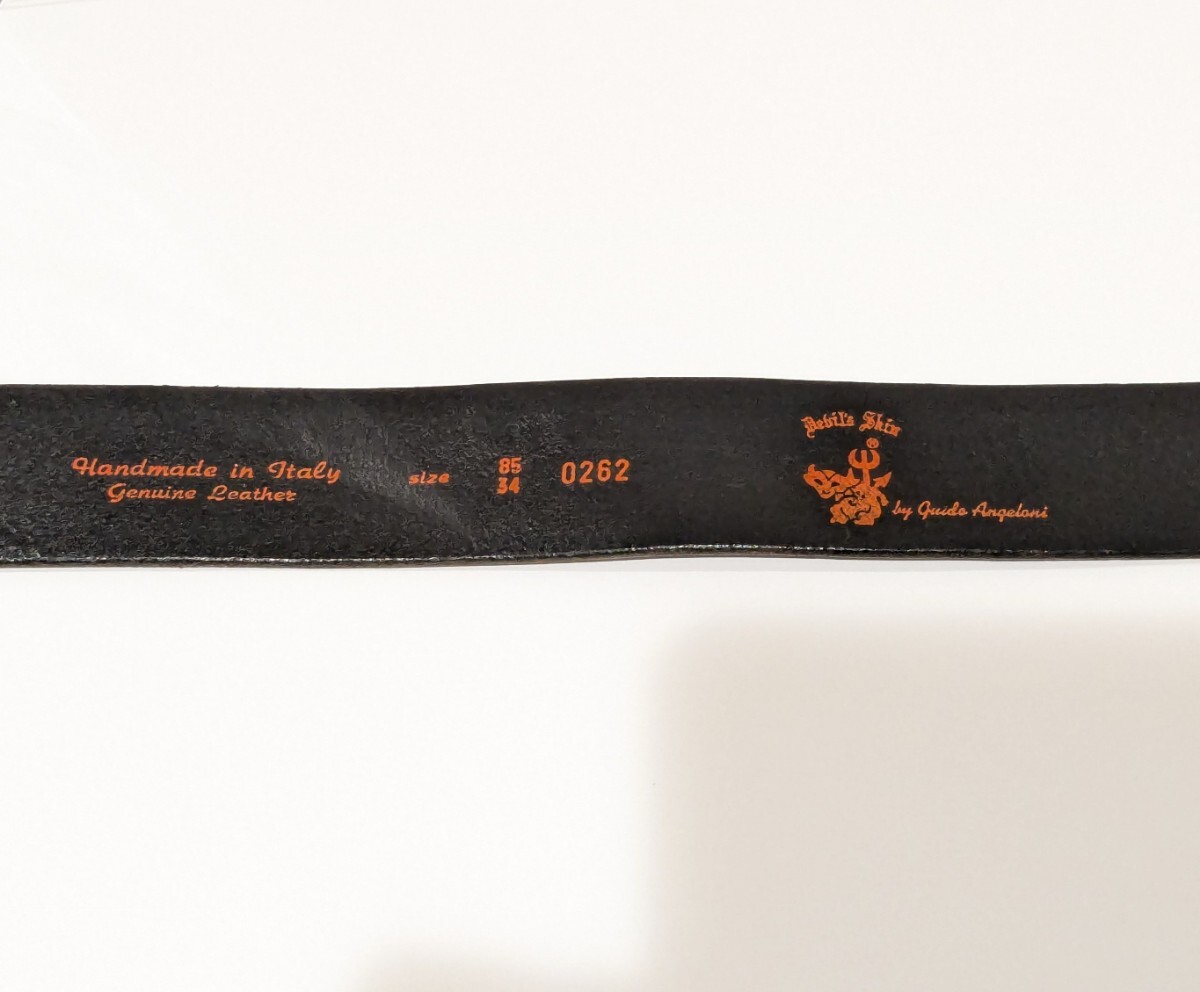 Handmade in Italy
Genuine Leather
size
85
34
0262
Devil's Skin
®
by Guido Angeloni